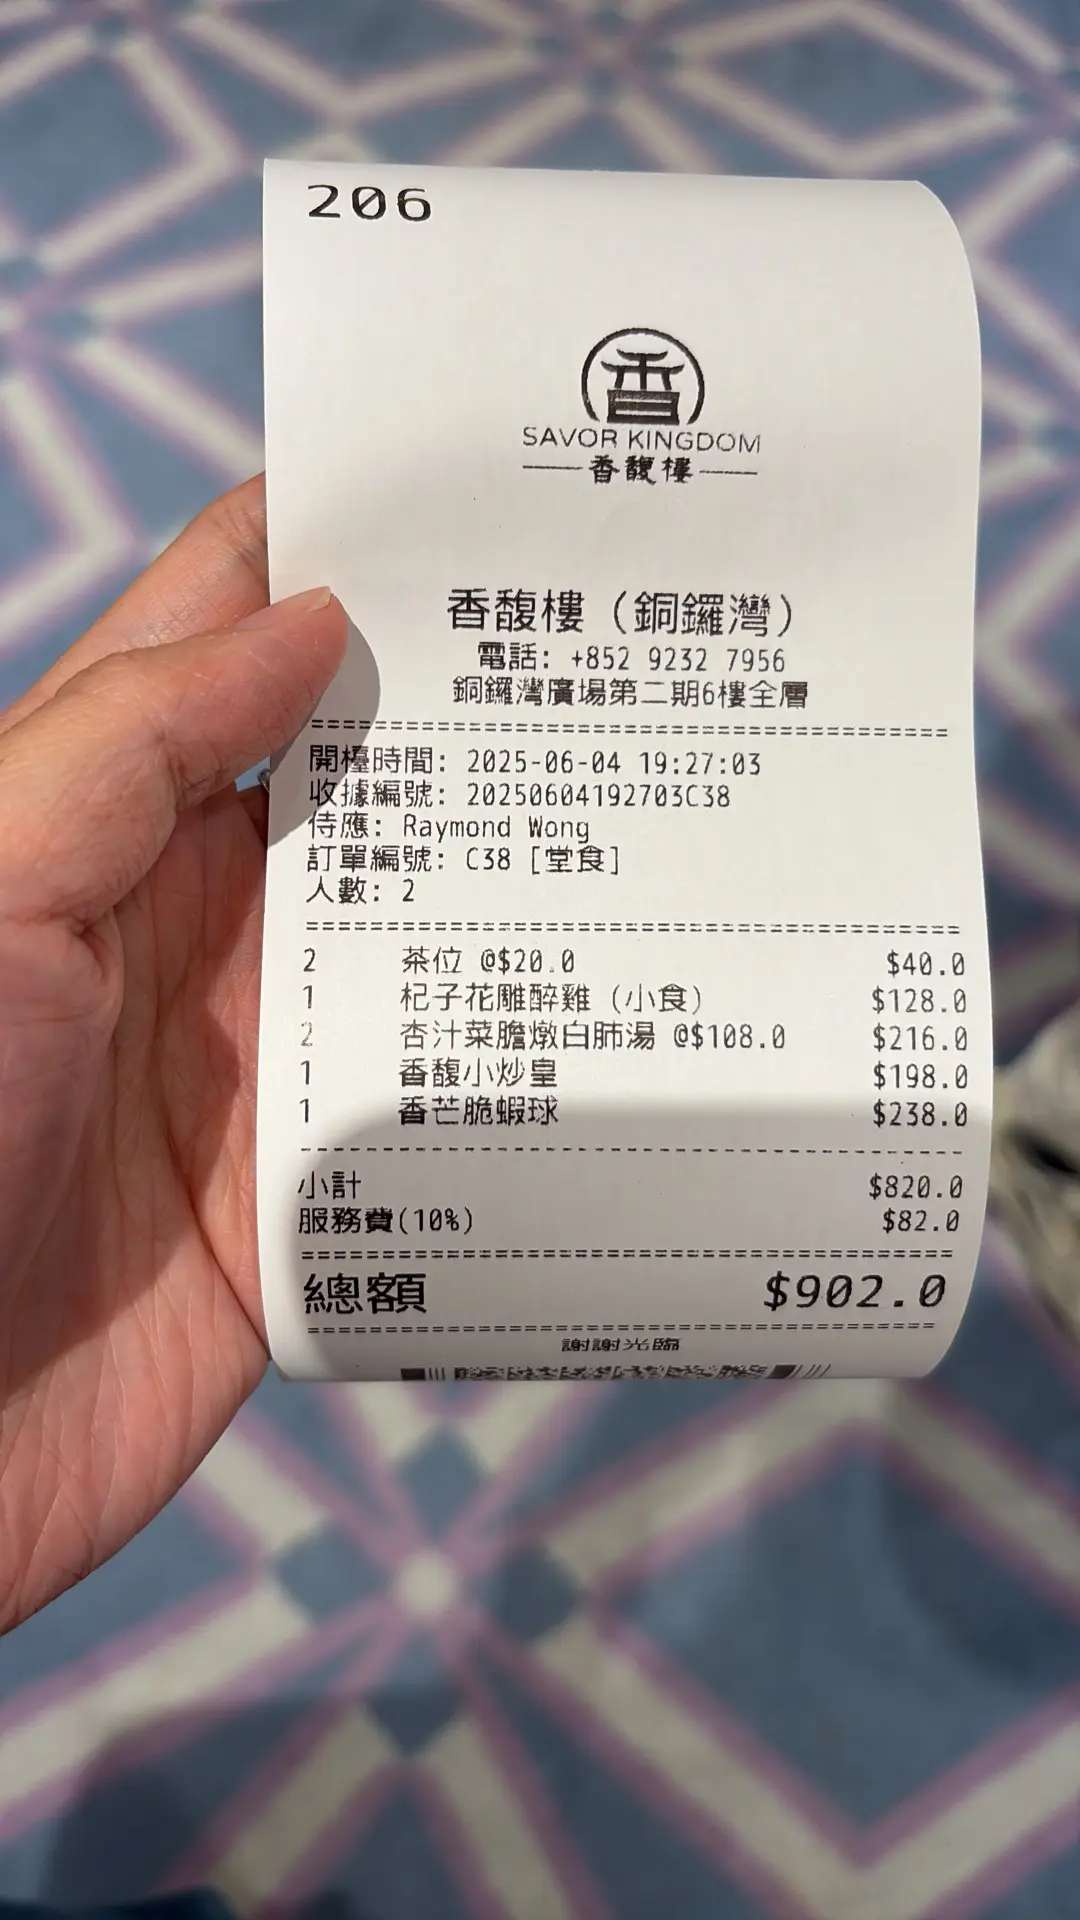 206
香
SAVOR KINGDOM
香馥樓
香馥樓（銅鑼灣）
電話: +852 9232 7956
銅鑼灣廣場第二期6樓全層
開檯時間: 2025-06-04 19:27:03
收據編號: 20250604192703C38
侍應: Raymond Wong
訂單編號: C38 [堂食]
人數: 2
2 茶位 @$20.0 $40.0
1 杞子花雕醉雞（小食） $128.0
2 杏汁菜膽燉白肺湯 @$108.0 $216.0
1 香馥小炒皇 $198.0
1 香芒脆蝦球 $238.0
小計 $820.0
服務費(10%) $82.0
總額 $902.0
謝謝光臨